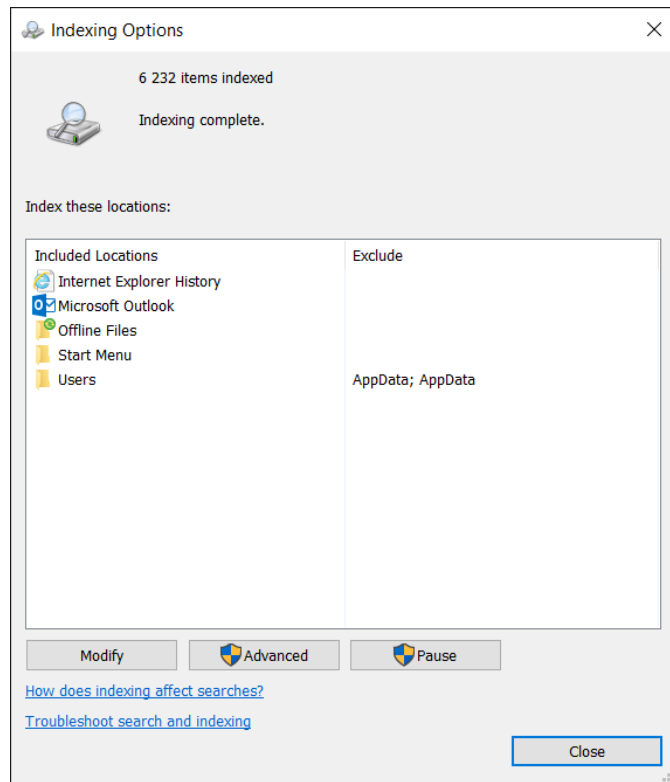 Indexing Options
6 232 items indexed
Indexing complete.
Index these locations:
Included Locations Exclude
Internet Explorer History
Microsoft Outlook
Offline Files
Start Menu
Users AppData; AppData
Modify Advanced Pause
How does indexing affect searches?
Troubleshoot search and indexing
Close